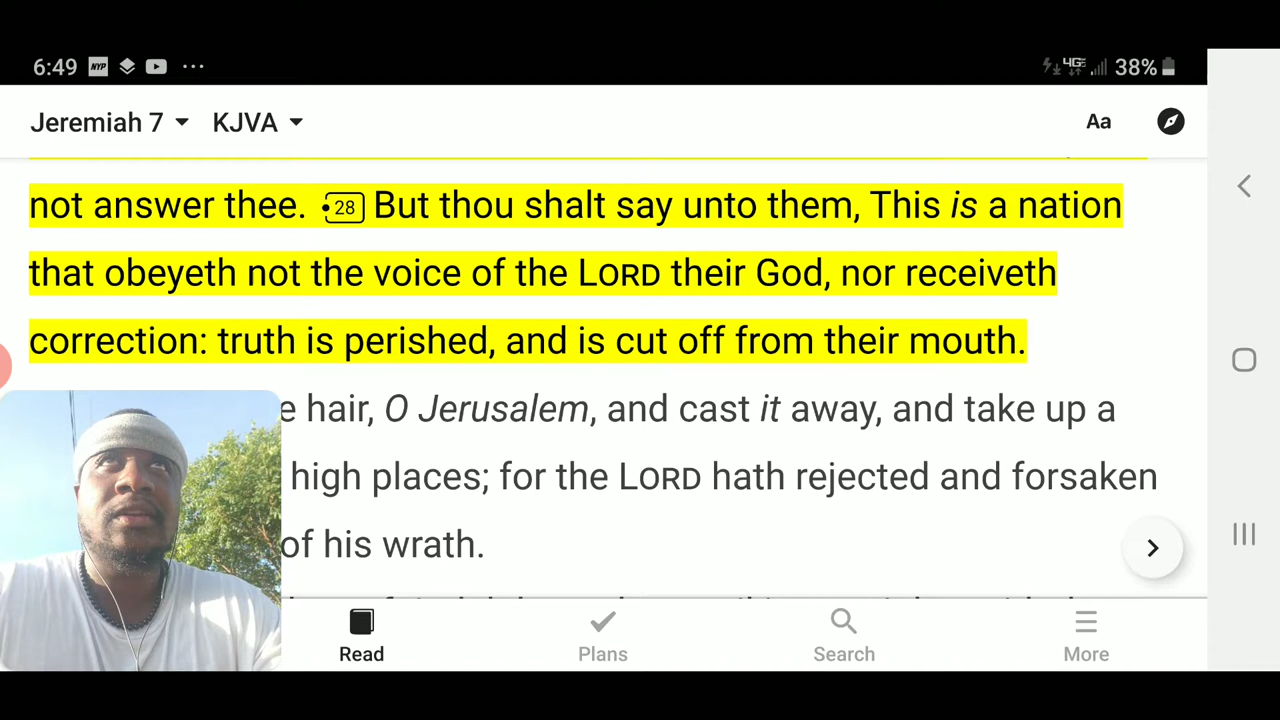 6:49 NYP ... 4GE 38%
Jeremiah 7 KJVA Aa
not answer thee. 28 But thou shalt say unto them, This is a nation
that obeyeth not the voice of the LORD their God, nor receiveth
correction: truth is perished, and is cut off from their mouth.
e hair, O Jerusalem, and cast it away, and take up a
high places; for the LORD hath rejected and forsaken
of his wrath.
Read Plans Search More